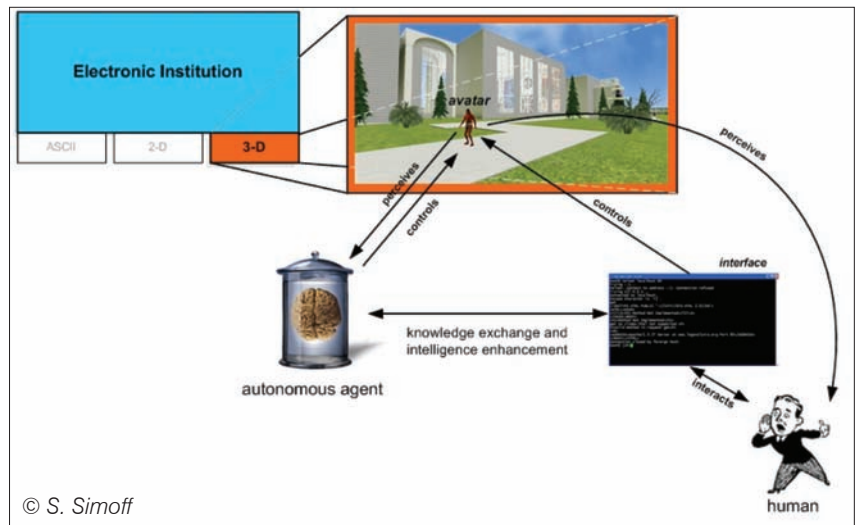 Electronic Institution
ASCII
2-D
3-D
avatar
perceives
controls
controls
perceives
interface
knowledge exchange and
intelligence enhancement
autonomous agent
interacts
human
© S. Simoff